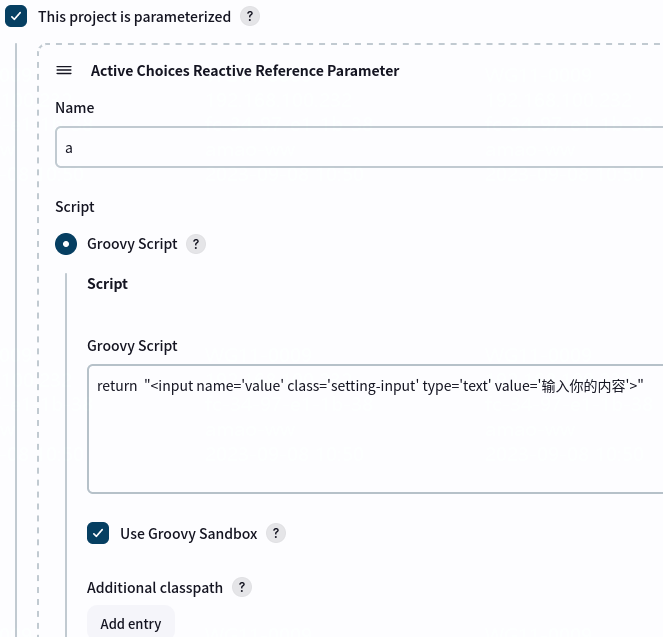 This project is parameterized ?
Active Choices Reactive Reference Parameter
Name
a
Script
Groovy Script ?
Script
Groovy Script
return  "<input name='value' class='setting-input' type='text' value='输入你的内容'>"
Use Groovy Sandbox ?
Additional classpath ?
Add entry